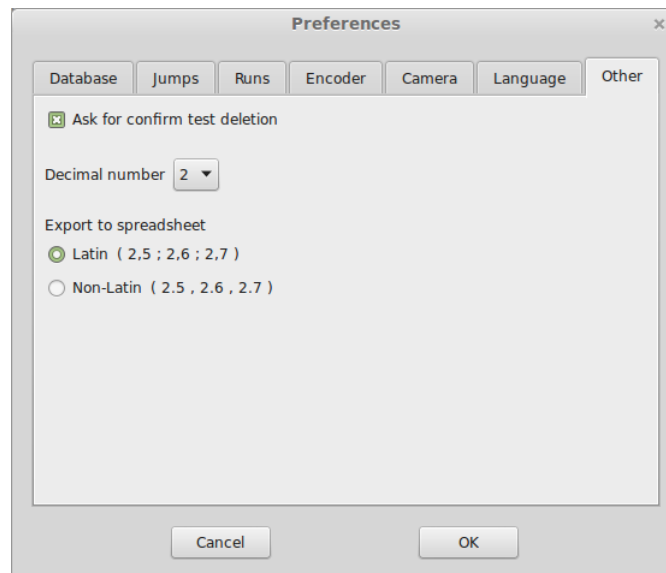 Preferences
Database Jumps Runs Encoder Camera Language Other
Ask for confirm test deletion
Decimal number 2
Export to spreadsheet
Latin ( 2,5 ; 2,6 ; 2,7 )
Non-Latin ( 2.5 , 2.6 , 2.7 )
Cancel OK